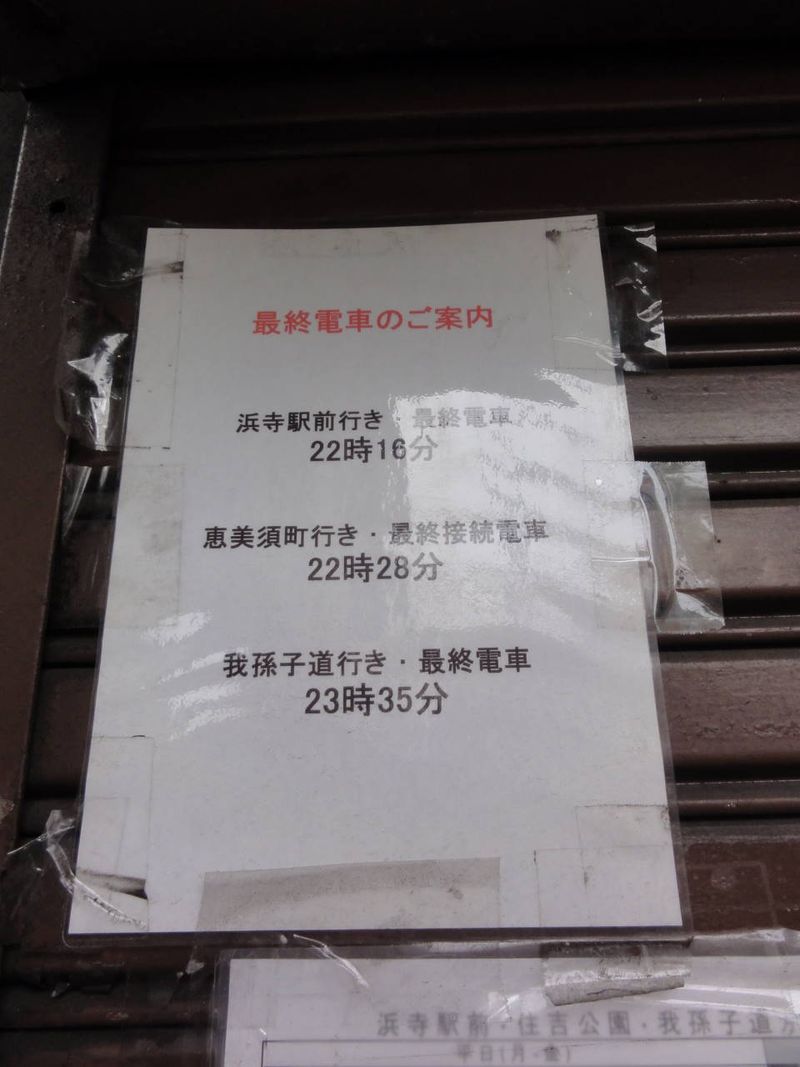 最終電車のご案内
浜寺駅前行き・最終電車
22時16分
恵美須町行き・最終接続電車
22時28分
我孫子道行き・最終電車
23時35分
浜寺駅前・住吉公園・我孫子道方
平日(月-金)